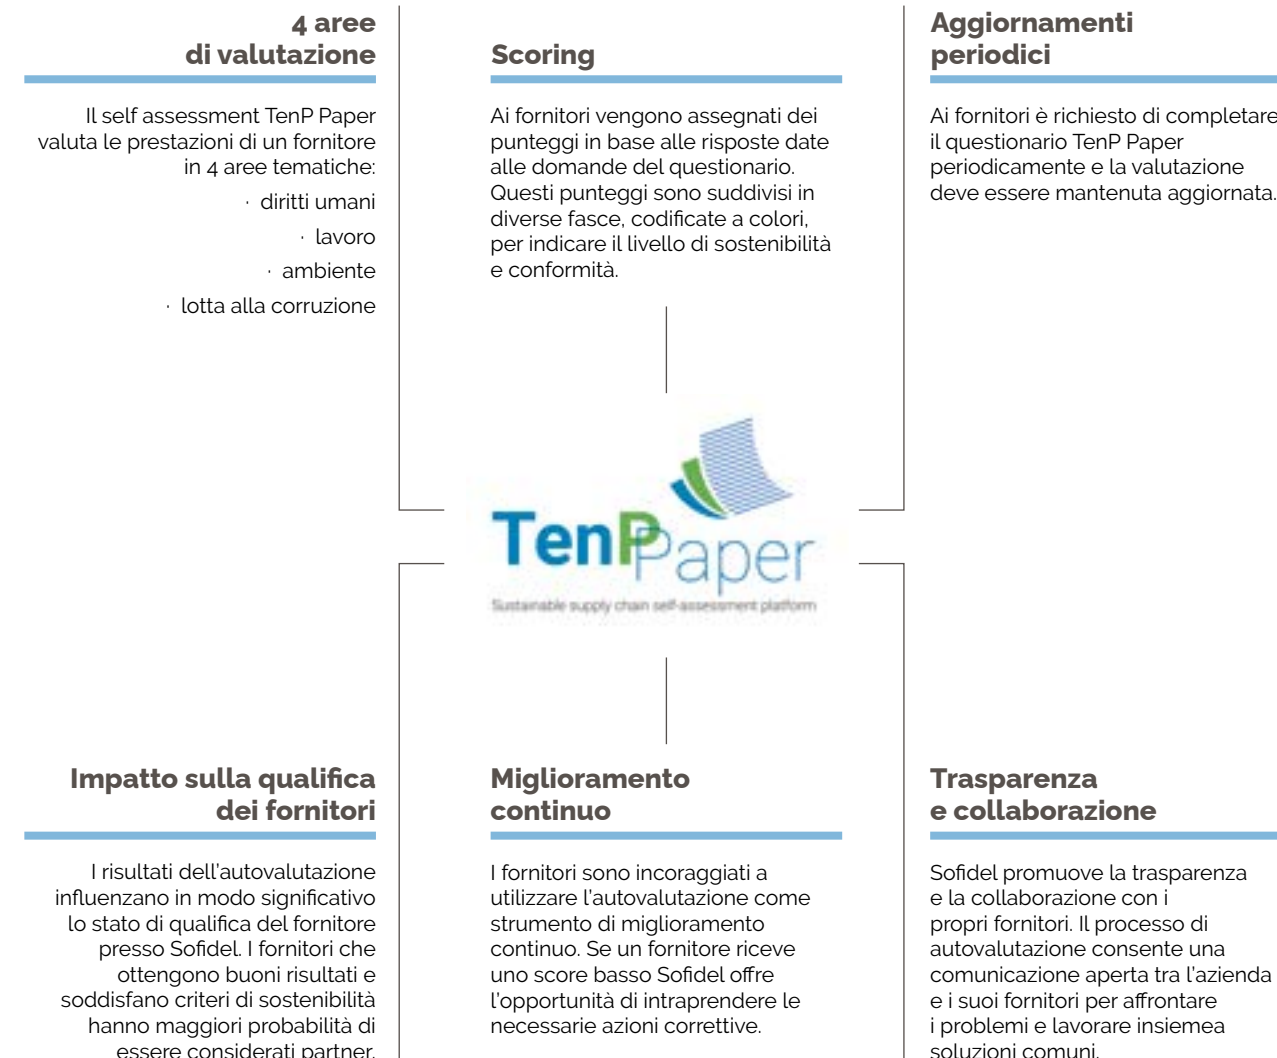 4 aree
di valutazione
Il self assessment TenP Paper
valuta le prestazioni di un fornitore
in 4 aree tematiche:
· diritti umani
· lavoro
· ambiente
· lotta alla corruzione
Scoring
Ai fornitori vengono assegnati dei
punteggi in base alle risposte date
alle domande del questionario.
Questi punteggi sono suddivisi in
diverse fasce, codificate a colori,
per indicare il livello di sostenibilità
e conformità.
Aggiornamenti
periodici
Ai fornitori è richiesto di completare
il questionario TenP Paper
periodicamente e la valutazione
deve essere mantenuta aggiornata.
TenPPaper
Sustainable supply chain self-assessment platform
Impatto sulla qualifica
dei fornitori
I risultati dell'autovalutazione
influenzano in modo significativo
lo stato di qualifica del fornitore
presso Sofidel. I fornitori che
ottengono buoni risultati e
soddisfano criteri di sostenibilità
hanno maggiori probabilità di
essere considerati partner.
Miglioramento
continuo
I fornitori sono incoraggiati a
utilizzare l'autovalutazione come
strumento di miglioramento
continuo. Se un fornitore riceve
uno score basso Sofidel offre
l'opportunità di intraprendere le
necessarie azioni correttive.
Trasparenza
e collaborazione
Sofidel promuove la trasparenza
e la collaborazione con i
propri fornitori. Il processo di
autovalutazione consente una
comunicazione aperta tra l'azienda
e i suoi fornitori per affrontare
i problemi e lavorare insiemea
soluzioni comuni.